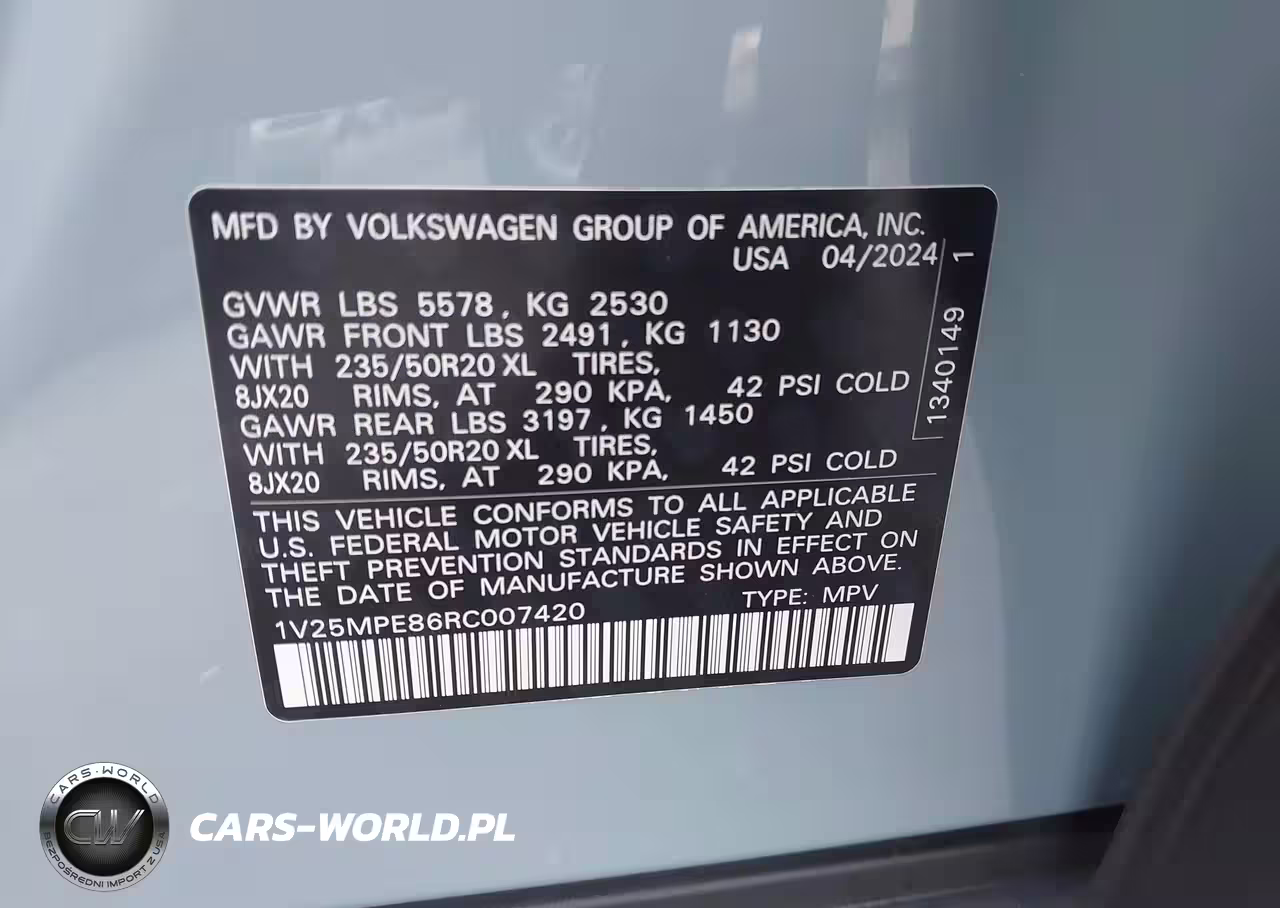 MFD BY VOLKSWAGEN GROUP OF AMERICA, INC.
USA 04/2024
1340149 1
GVWR LBS 5578, KG 2530
GAWR FRONT LBS 2491, KG 1130
WITH 235/50R20 XL TIRES,
8JX20 RIMS, AT 290 KPA, 42 PSI COLD
GAWR REAR LBS 3197, KG 1450
WITH 235/50R20 XL TIRES,
8JX20 RIMS, AT 290 KPA, 42 PSI COLD
THIS VEHICLE CONFORMS TO ALL APPLICABLE
U.S. FEDERAL MOTOR VEHICLE SAFETY AND
THEFT PREVENTION STANDARDS IN EFFECT ON
THE DATE OF MANUFACTURE SHOWN ABOVE.
1V25MPE86RC007420 TYPE: MPV
CARS-WORLD
CW
BEZPOŚREDNI IMPORT Z USA
CARS-WORLD.PL